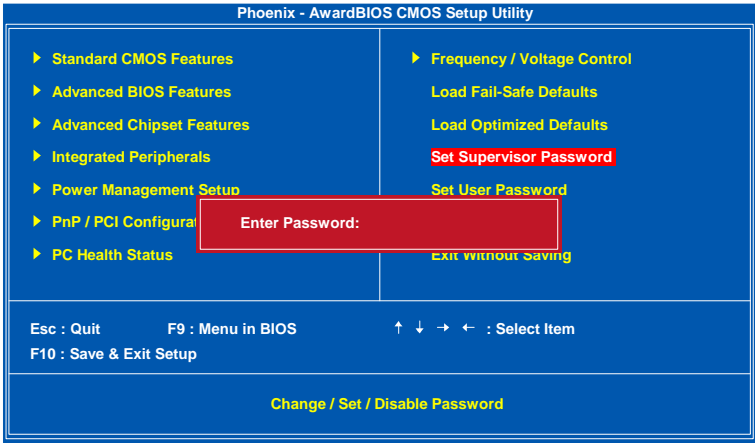 Phoenix - AwardBIOS CMOS Setup Utility
Standard CMOS Features
Advanced BIOS Features
Advanced Chipset Features
Integrated Peripherals
Power Management Setup
PnP / PCI Configurat
PC Health Status
Frequency / Voltage Control
Load Fail-Safe Defaults
Load Optimized Defaults
Set Supervisor Password
Set User Password
Exit Without Saving
Enter Password:
Esc : Quit F9 : Menu in BIOS ↑ ↓ → ← : Select Item
F10 : Save & Exit Setup
Change / Set / Disable Password